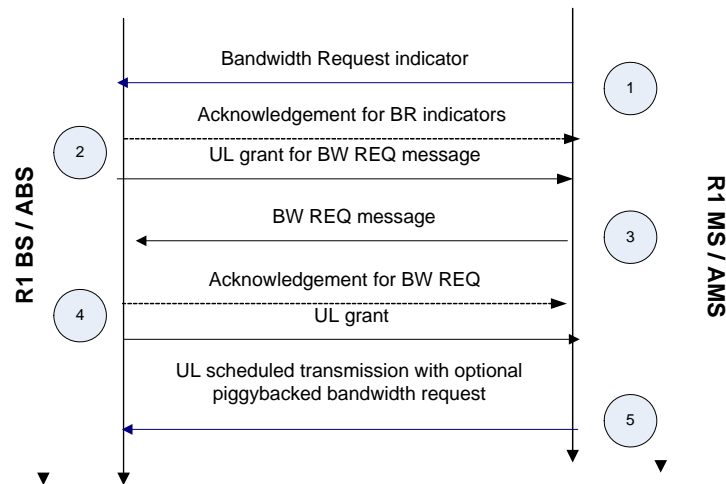 Bandwidth Request indicator
1
Acknowledgement for BR indicators
2
UL grant for BW REQ message
R1 BS / ABS
R1 MS / AMS
BW REQ message
3
Acknowledgement for BW REQ
4
UL grant
UL scheduled transmission with optional
piggybacked bandwidth request
5